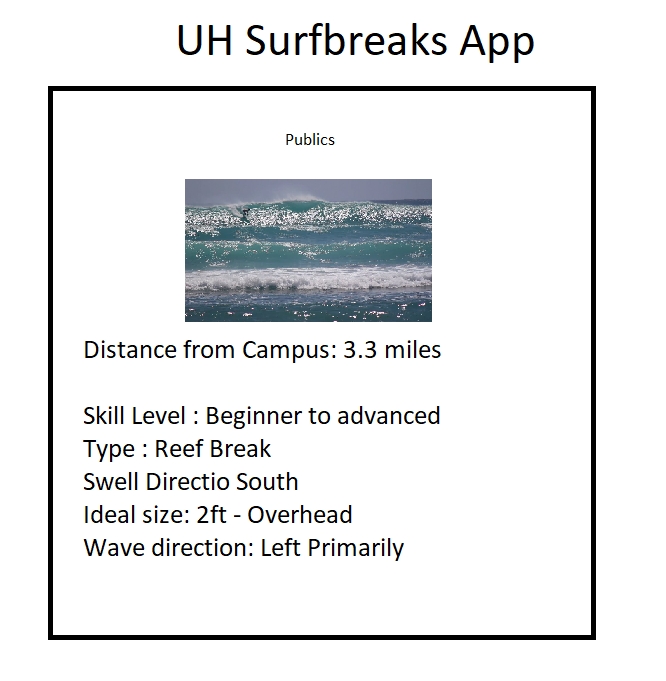 UH Surfbreaks App
Publics
Distance from Campus: 3.3 miles
Skill Level : Beginner to advanced
Type : Reef Break
Swell Directio South
Ideal size: 2ft - Overhead
Wave direction: Left Primarily